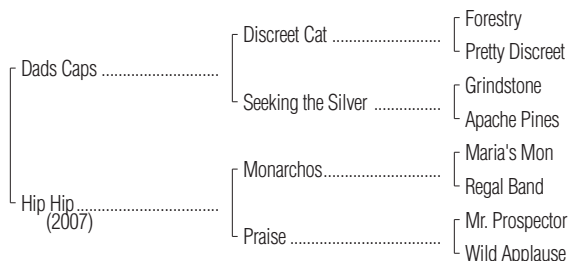 Forestry
Discreet Cat ........................
Pretty Discreet
Dads Caps ..........................
Grindstone
Seeking the Silver ...............
Apache Pines
Maria's Mon
Monarchos..........................
Regal Band
Hip Hip................................
(2007)
Mr. Prospector
Praise ..................................
Wild Applause